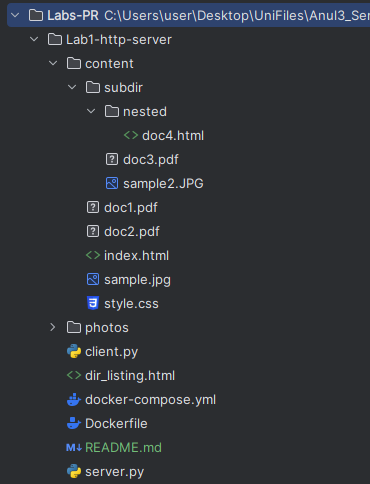 Labs-PR C:\Users\user\Desktop\UniFiles\Anul3_Se
Lab1-http-server
content
subdir
nested
doc4.html
doc3.pdf
sample2.JPG
doc1.pdf
doc2.pdf
index.html
sample.jpg
style.css
photos
client.py
dir_listing.html
docker-compose.yml
Dockerfile
README.md
server.py